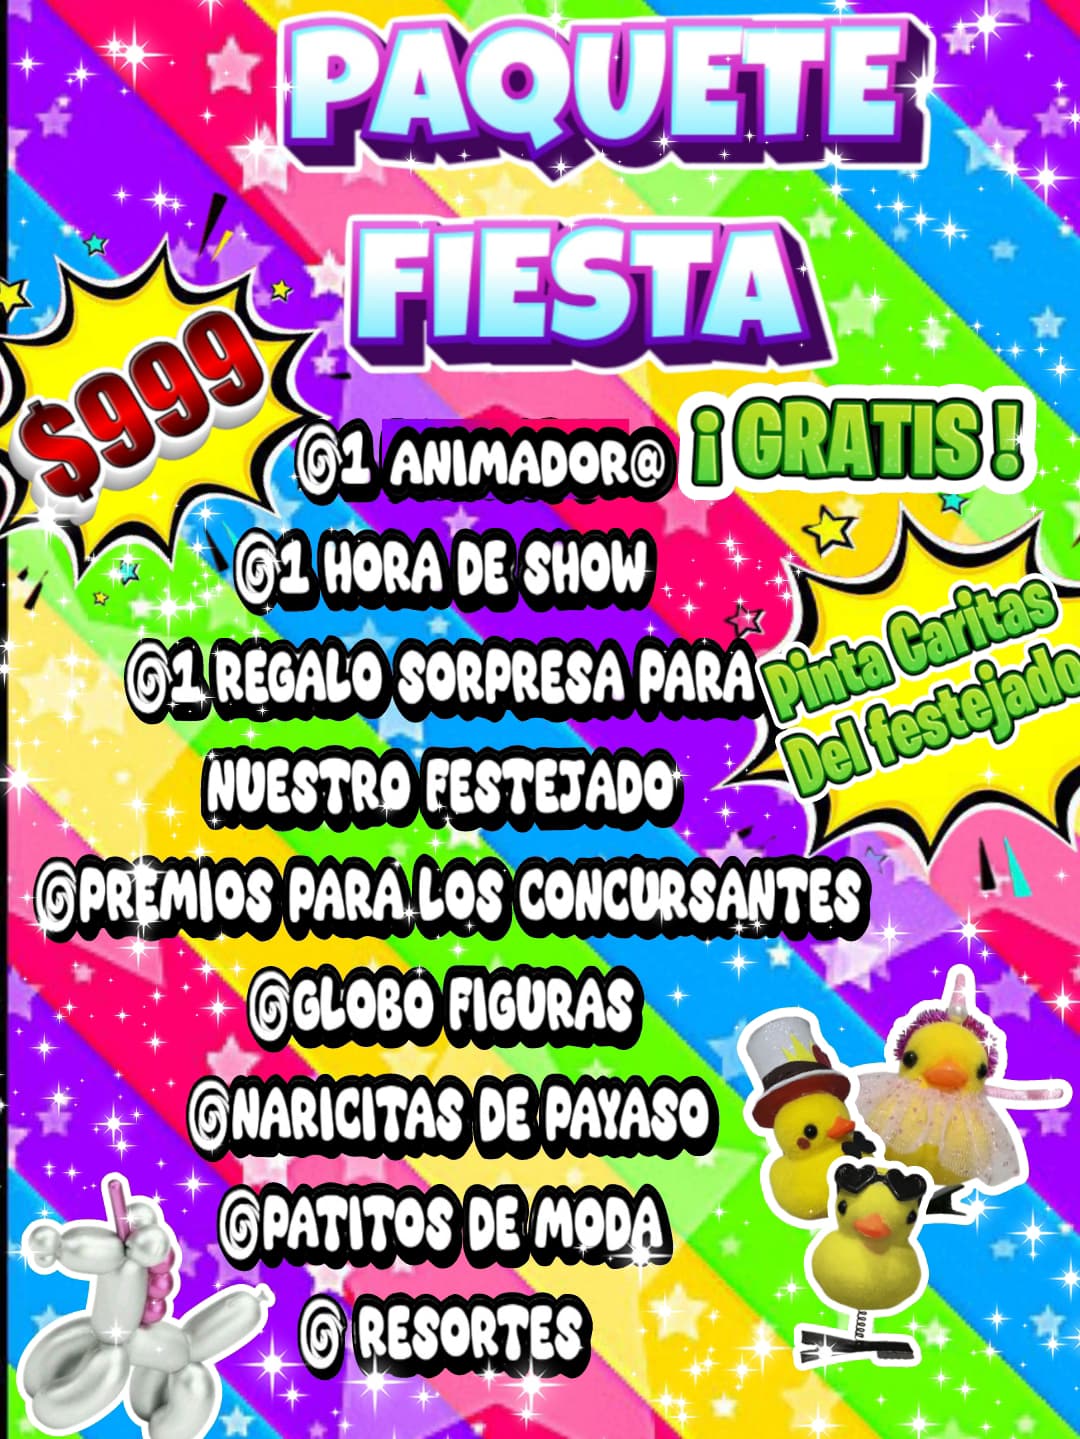 PAQUETE
FIESTA
$999
@1 ANIMADOR@
¡GRATIS!
@1 HORA DE SHOW
Pinta Caritas
Del festejado
@1 REGALO SORPRESA PARA
NUESTRO FESTEJADO
@PREMIOS PARA LOS CONCURSANTES
@GLOBO FIGURAS
@NARICITAS DE PAYASO
@PATITOS DE MODA
@ RESORTES